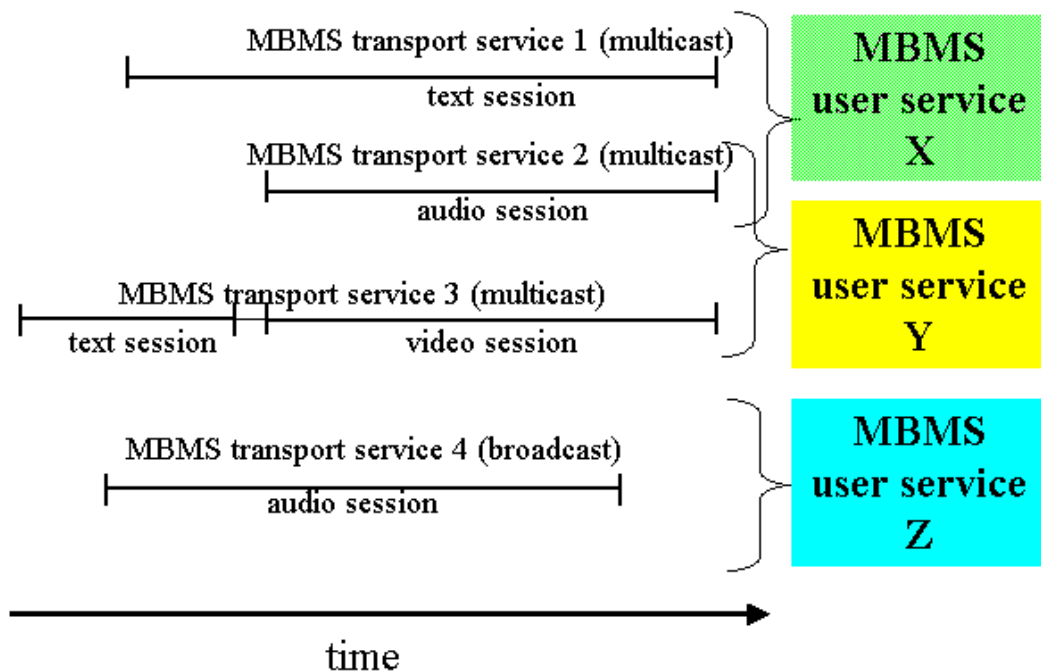 MBMS transport service 1 (multicast)
text session
MBMS
user service
X
MBMS transport service 2 (multicast)
audio session
MBMS
user service
Y
MBMS transport service 3 (multicast)
text session
video session
MBMS transport service 4 (broadcast)
audio session
MBMS
user service
Z
time